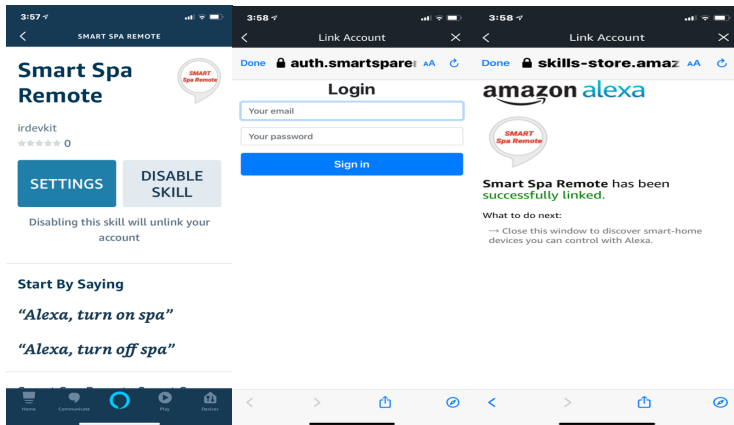 3:57
SMART SPA REMOTE
Smart Spa
Remote
SMART
Spa Remote
irdevkit
0
SETTINGS
DISABLE
SKILL
Disabling this skill will unlink your
account
Start By Saying
“Alexa, turn on spa”
“Alexa, turn off spa”
Home
Communicate
Play
Devices
3:58
Link Account
Done
auth.smartspare
AA
Login
Your email
Your password
Sign in
3:58
Link Account
Done
skills-store.amaz
AA
amazon alexa
SMART
Spa Remote
Smart Spa Remote has been
successfully linked.
What to do next:
→ Close this window to discover smart-home
devices you can control with Alexa.